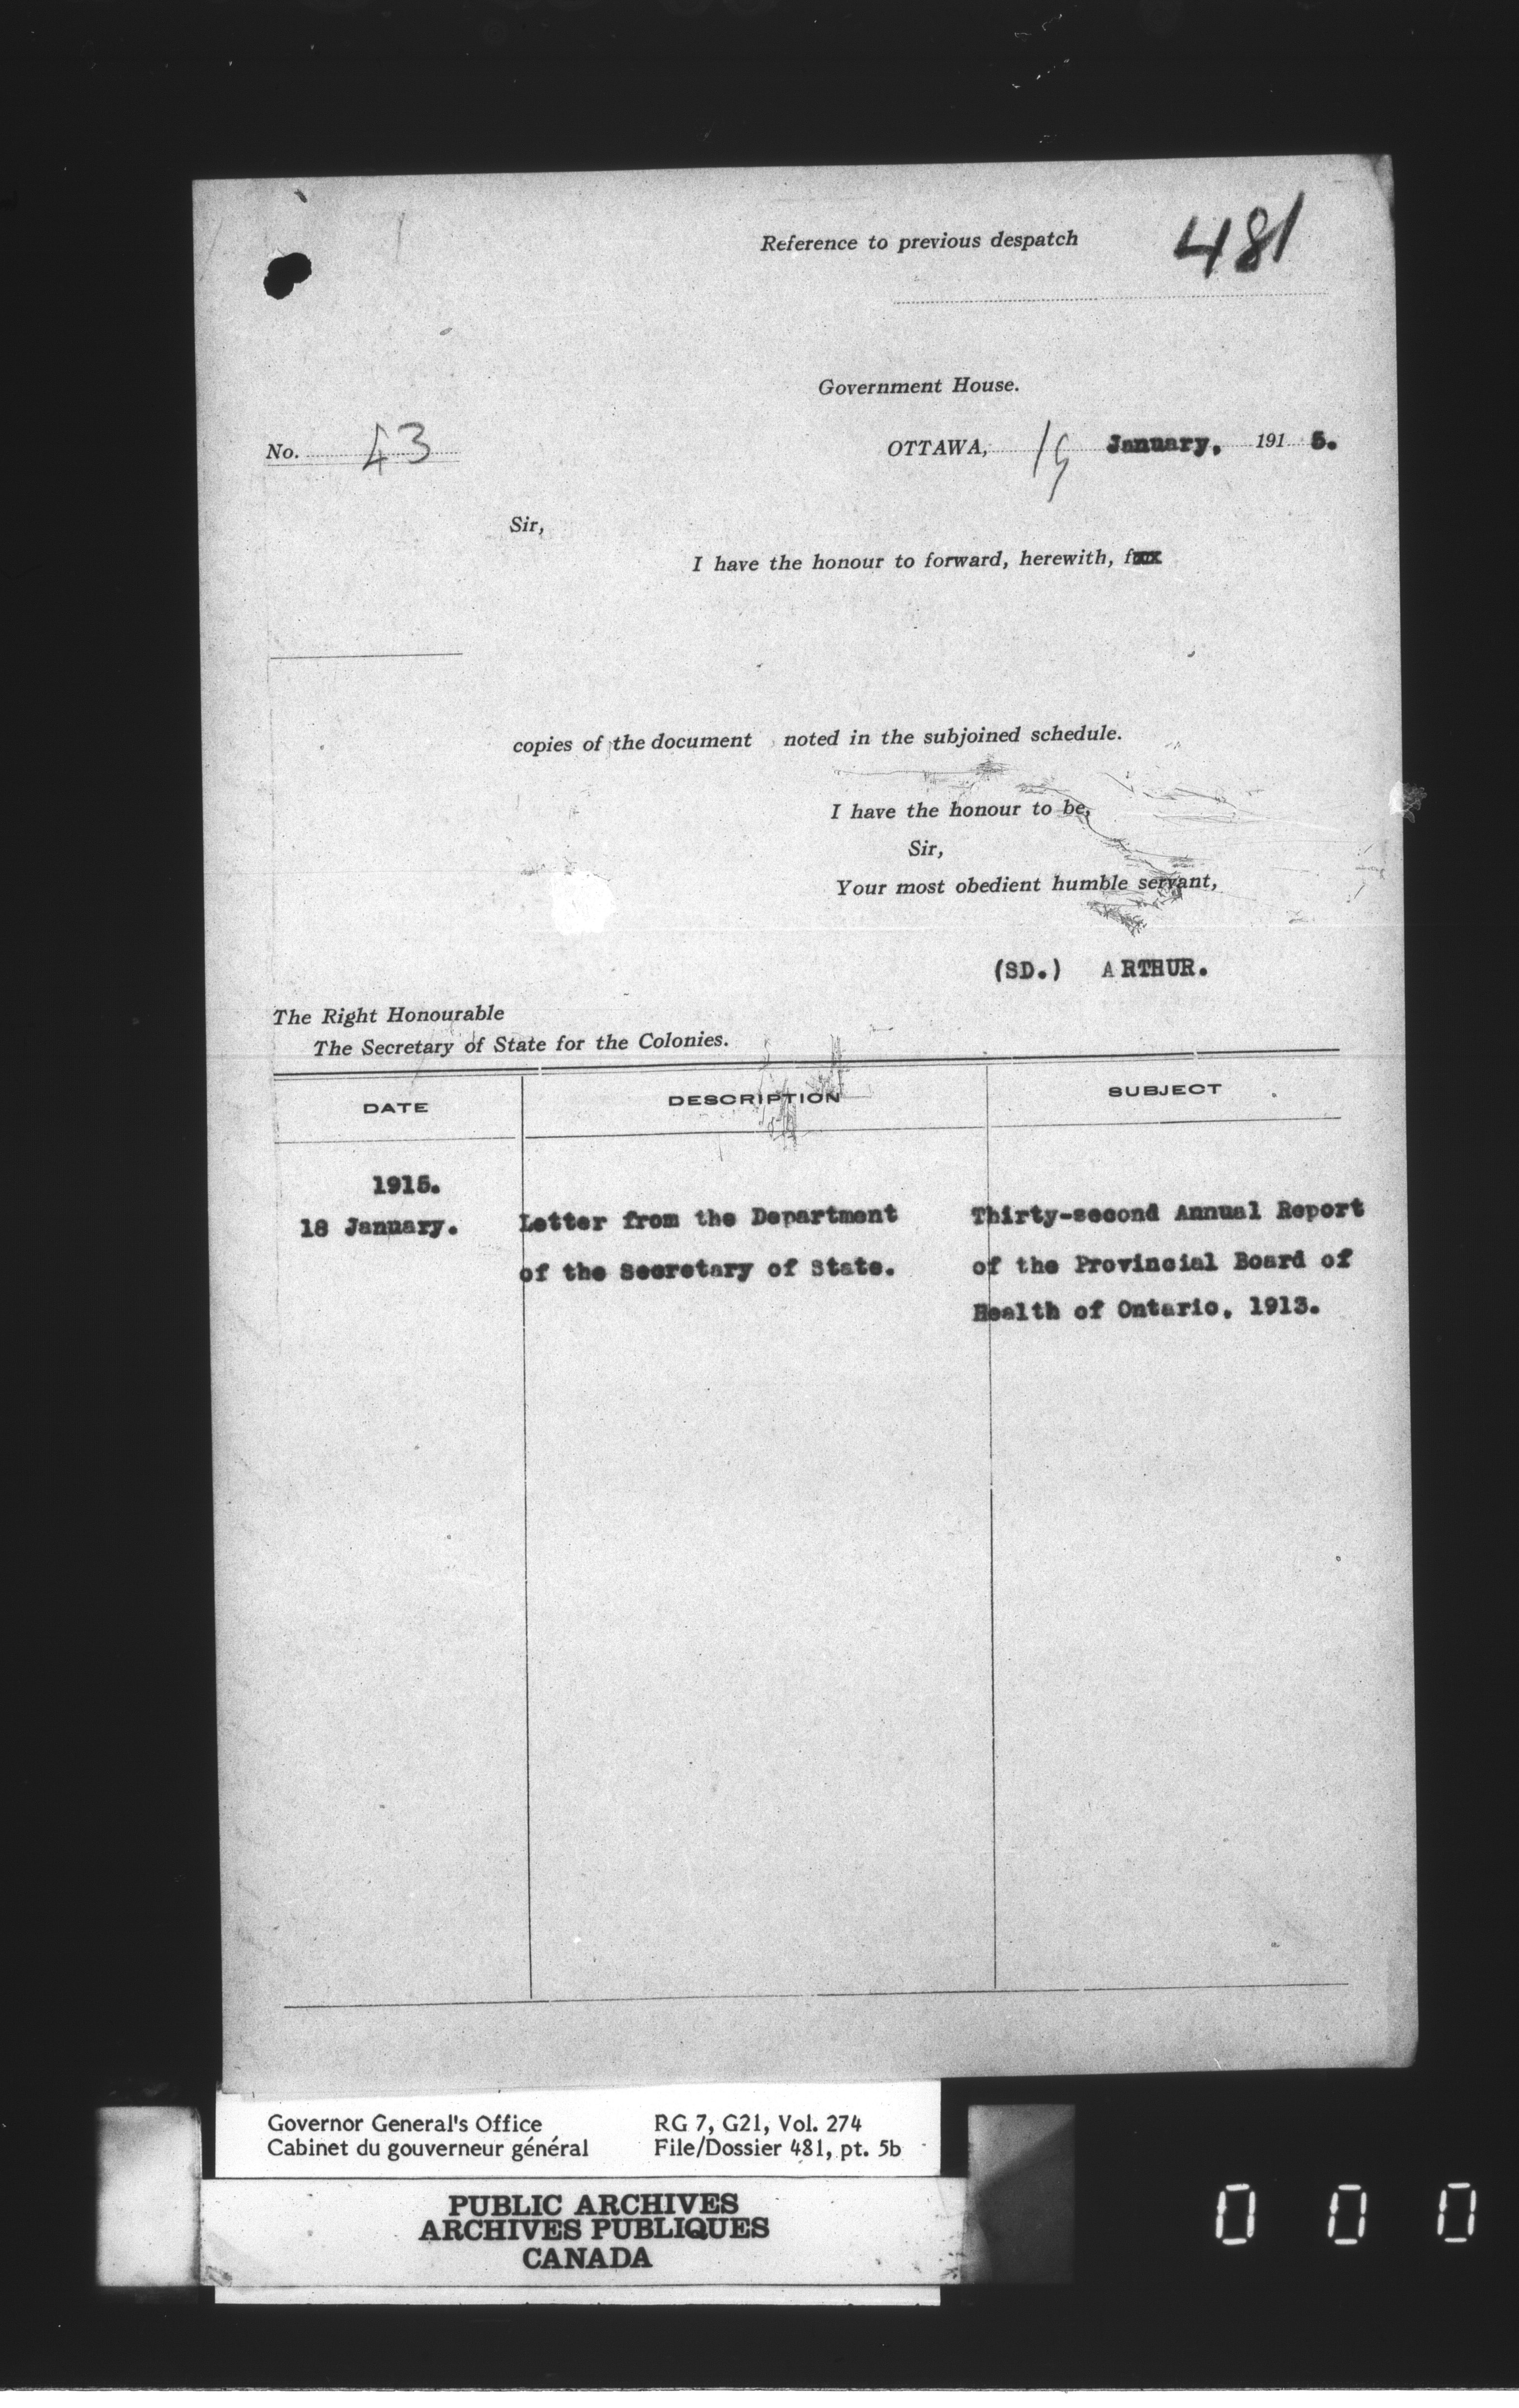 Reference to previous despatch 481
Government House.
No. 43
OTTAWA, 19 January, 1915.
Sir,
I have the honour to forward, herewith,
copies of the document noted in the subjoined schedule.
I have the honour to be,
Sir,
Your most obedient humble servant,
(SD.) ARTHUR.
The Right Honourable
The Secretary of State for the Colonies.
DATE DESCRIPTION SUBJECT
1915.
18 January. Letter from the Department Thirty-second Annual Report
of the Secretary of State. of the Provincial Board of
Health of Ontario, 1913.
Governor General's Office RG 7, G21, Vol. 274
Cabinet du gouverneur général File/Dossier 481, pt. 5b
PUBLIC ARCHIVES
ARCHIVES PUBLIQUES
CANADA
0 0 0